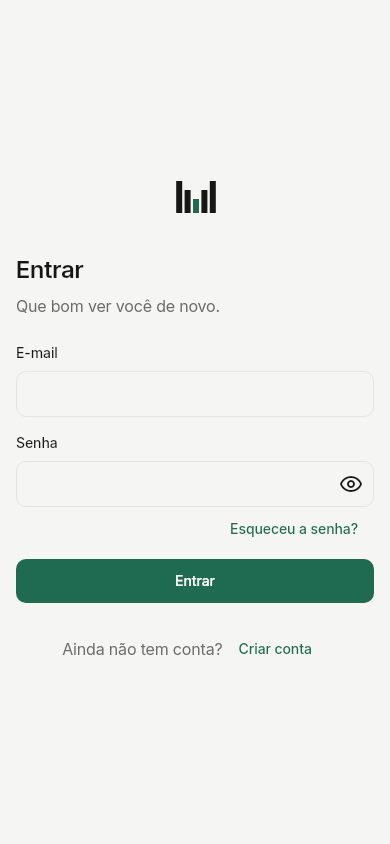 Entrar
Que bom ver você de novo.
E-mail
Senha
Esqueceu a senha?
Entrar
Ainda não tem conta? Criar conta